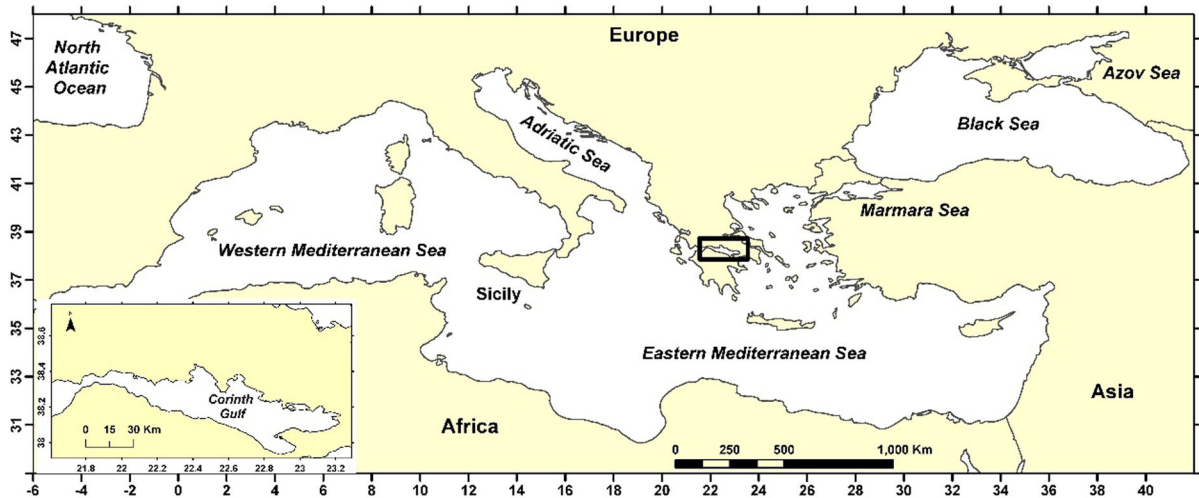 Europe
North
Atlantic
Ocean
Azov Sea
Black Sea
Adriatic Sea
Marmara Sea
Western Mediterranean Sea
Sicily
Eastern Mediterranean Sea
Asia
Africa
47
45
43
41
39
37
35
33
31
38.6
38.4
38.2
38
Corinth
Gulf
0 15 30 Km
21.8 22 22.2 22.4 22.6 22.8 23 23.2
0 250 500 1,000 Km
-6 -4 -2 0 2 4 6 8 10 12 14 16 18 20 22 24 26 28 30 32 34 36 38 40